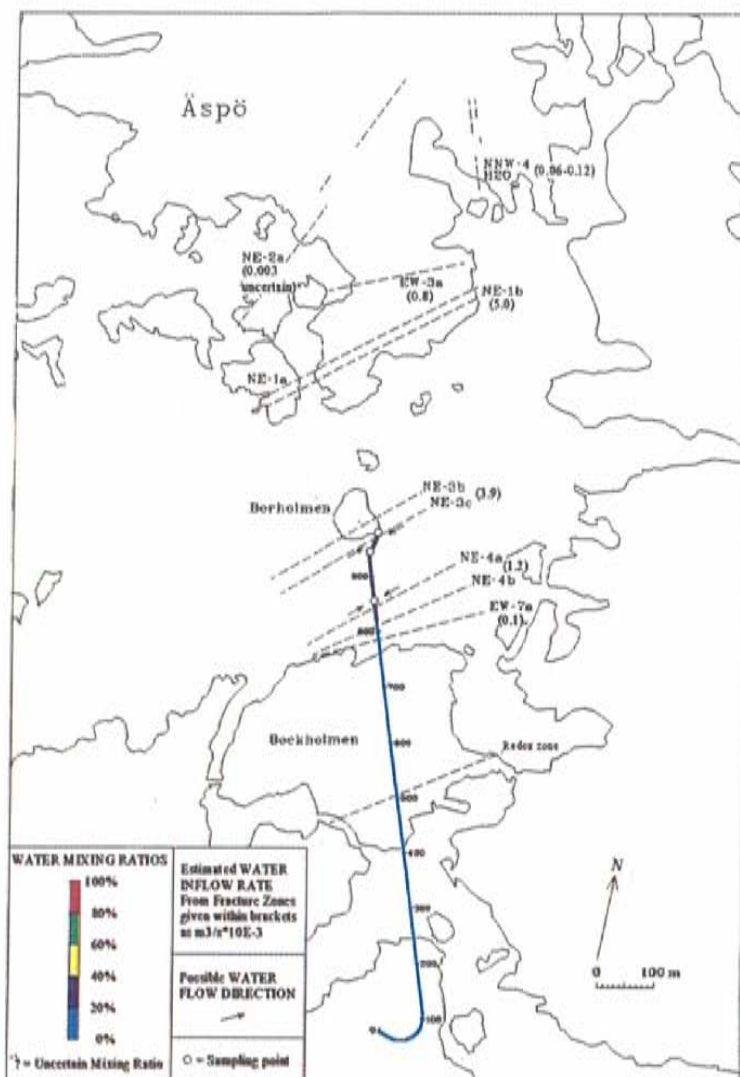 Äspö
NNW-4
H2O (0.06-0.12)
NE-2a
(0.003
uncertain)
EW-3a
(0.8)
NE-1b
(5.0)
NE-1a
NE-3b
(3.9)
NE-3c
Borholmen
NE-4a
(1.2)
NE-4b
EW-7a
(0.1)
900
800
700
600
Bockholmen
Redox zone
500
400
300
200
100
0
WATER MIXING RATIOS
100%
80%
60%
40%
20%
0%
? = Uncertain Mixing Ratio
Estimated WATER
INFLOW RATE
From Fracture Zones
given within brackets
as m3/s*10E-3
Possible WATER
FLOW DIRECTION
O = Sampling point
N
0 100 m